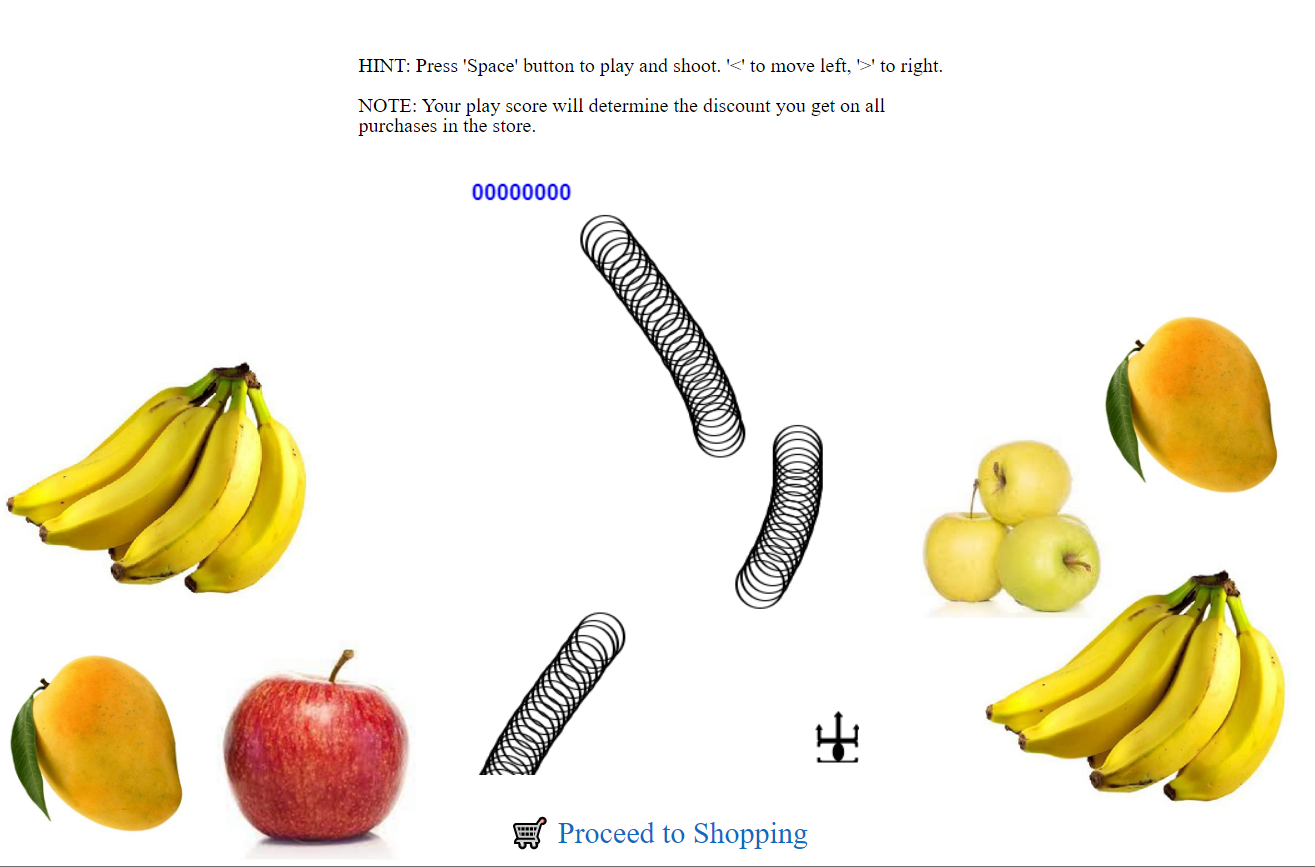 HINT: Press 'Space' button to play and shoot. '<' to move left, '>' to right.
NOTE: Your play score will determine the discount you get on all
purchases in the store.
00000000
Proceed to Shopping